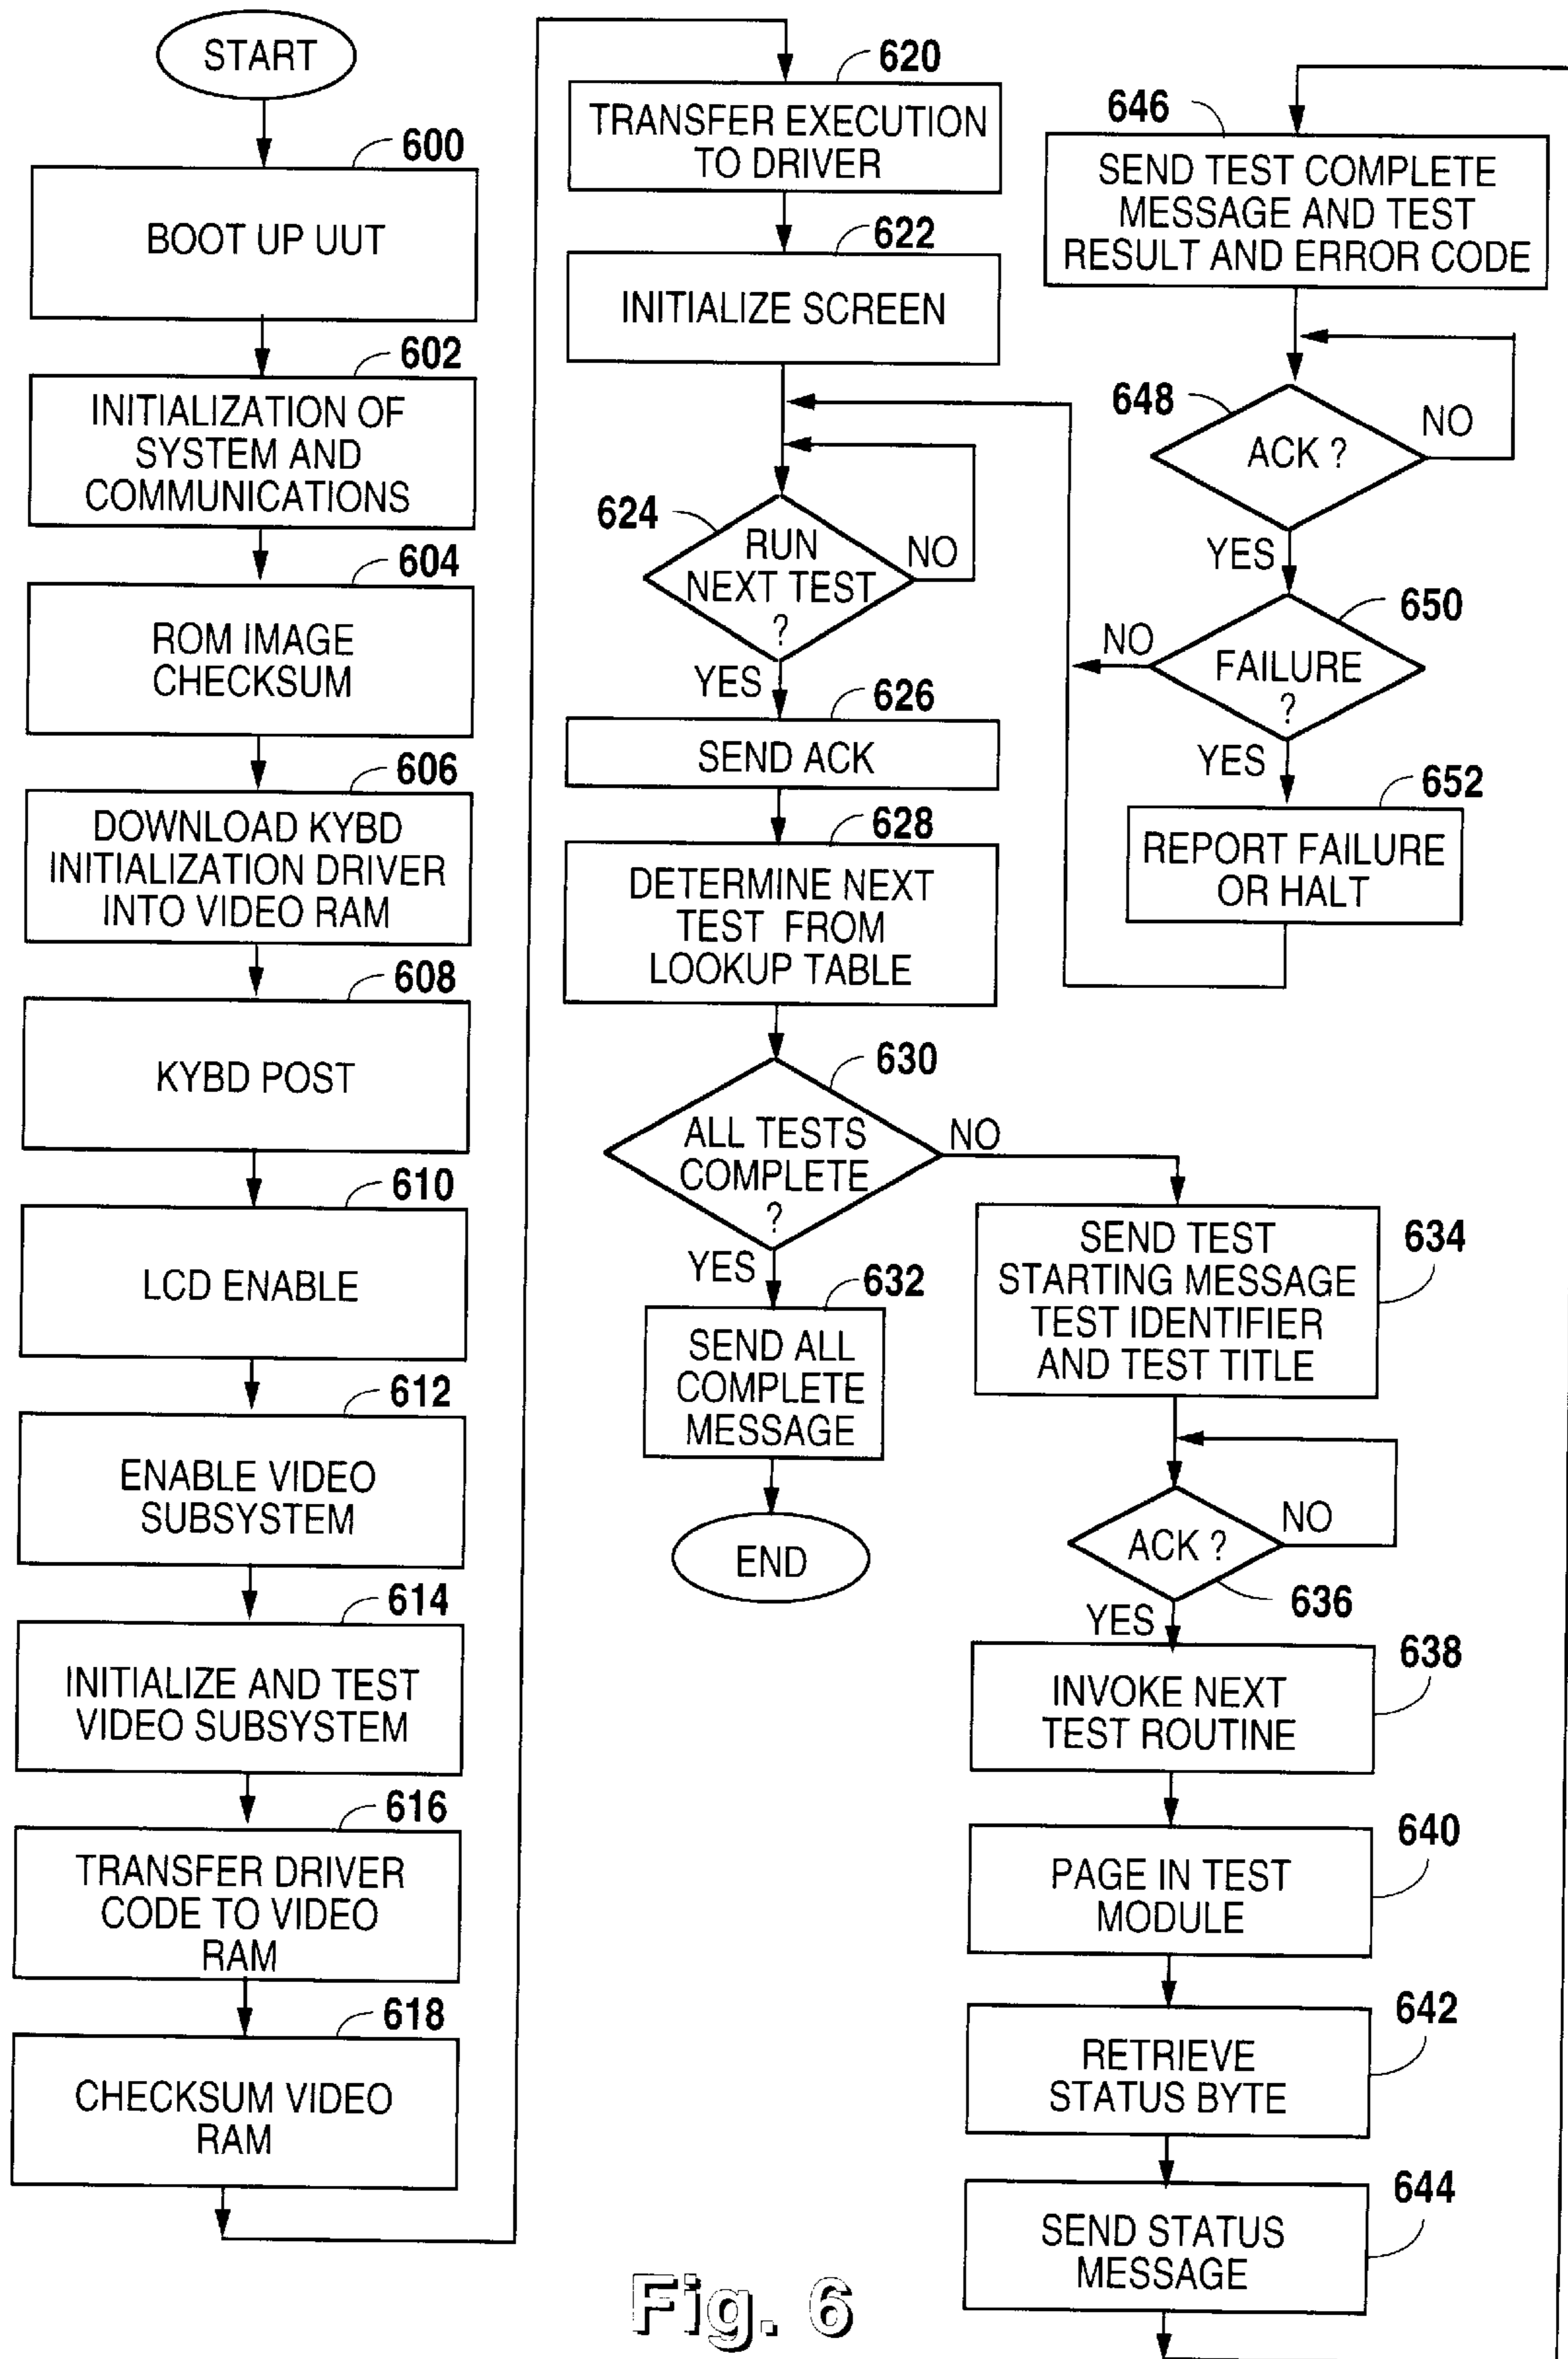 START
600
BOOT UP UUT
602
INITIALIZATION OF
SYSTEM AND
COMMUNICATIONS
604
ROM IMAGE
CHECKSUM
606
DOWNLOAD KYBD
INITIALIZATION DRIVER
INTO VIDEO RAM
608
KYBD POST
610
LCD ENABLE
612
ENABLE VIDEO
SUBSYSTEM
614
INITIALIZE AND TEST
VIDEO SUBSYSTEM
616
TRANSFER DRIVER
CODE TO VIDEO
RAM
618
CHECKSUM VIDEO
RAM
620
TRANSFER EXECUTION
TO DRIVER
622
INITIALIZE SCREEN
624
RUN
NEXT TEST
?
NO
YES
626
SEND ACK
628
DETERMINE NEXT
TEST FROM
LOOKUP TABLE
630
ALL TESTS
COMPLETE
?
NO
YES
632
SEND ALL
COMPLETE
MESSAGE
END
634
SEND TEST
STARTING MESSAGE
TEST IDENTIFIER
AND TEST TITLE
ACK ?
NO
636
YES
638
INVOKE NEXT
TEST ROUTINE
640
PAGE IN TEST
MODULE
642
RETRIEVE
STATUS BYTE
644
SEND STATUS
MESSAGE
646
SEND TEST COMPLETE
MESSAGE AND TEST
RESULT AND ERROR CODE
648
ACK ?
NO
YES
650
FAILURE
?
NO
YES
652
REPORT FAILURE
OR HALT
Fig. 6